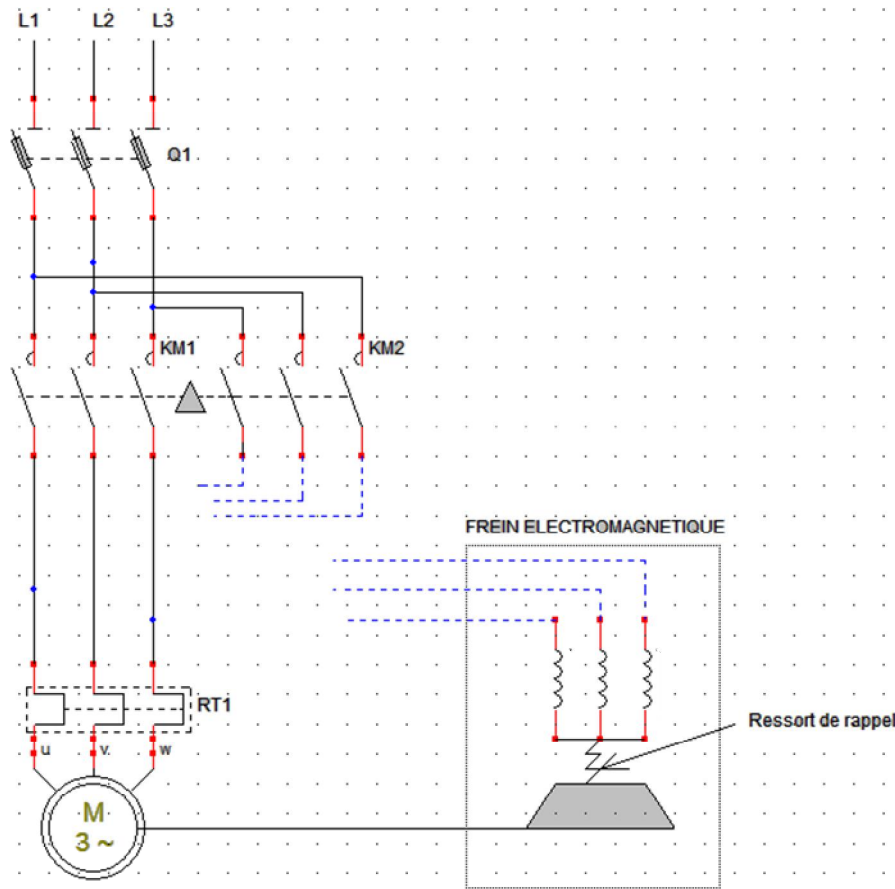 L1 L2 L3
Q1
KM1 KM2
FREIN ELECTROMAGNETIQUE
RT1
Ressort de rappel
u v w
M
3 ~